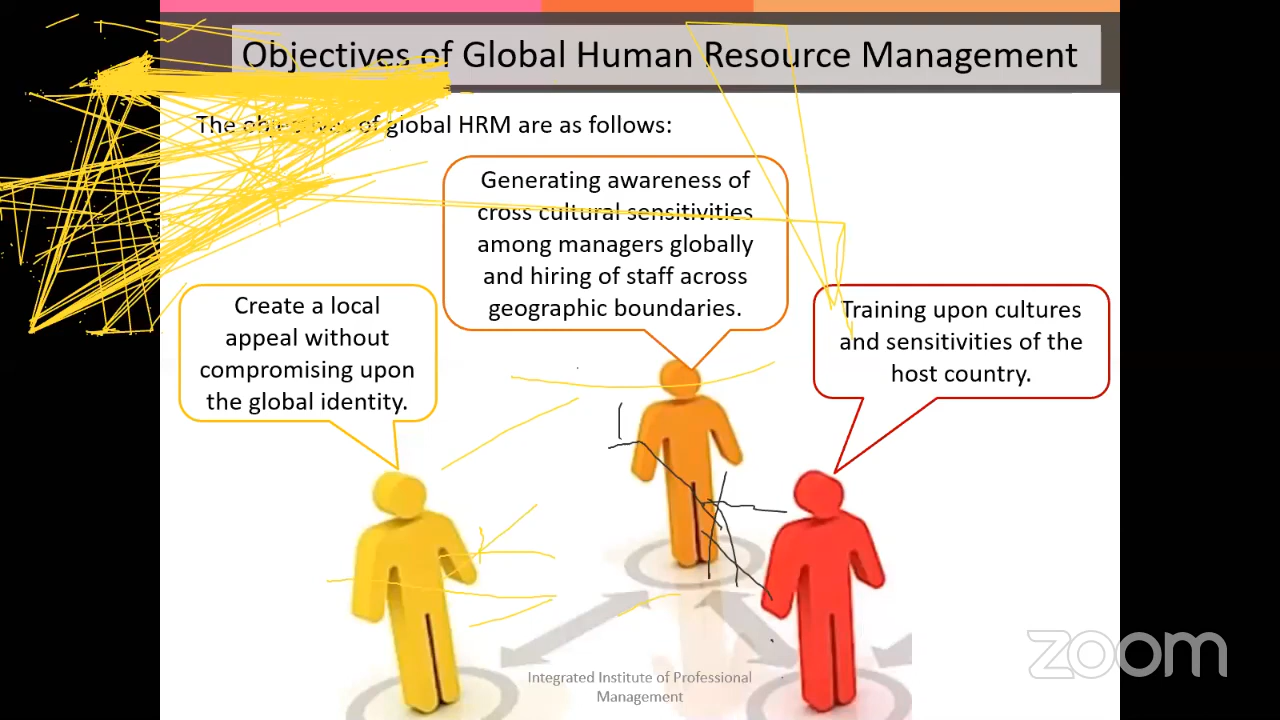 Objectives of Global Human Resource Management
The objectives of global HRM are as follows:
Generating awareness of
cross cultural sensitivities
among managers globally
and hiring of staff across
geographic boundaries.
Create a local
appeal without
compromising upon
the global identity.
Training upon cultures
and sensitivities of the
host country.
Integrated Institute of Professional
Management
zoom